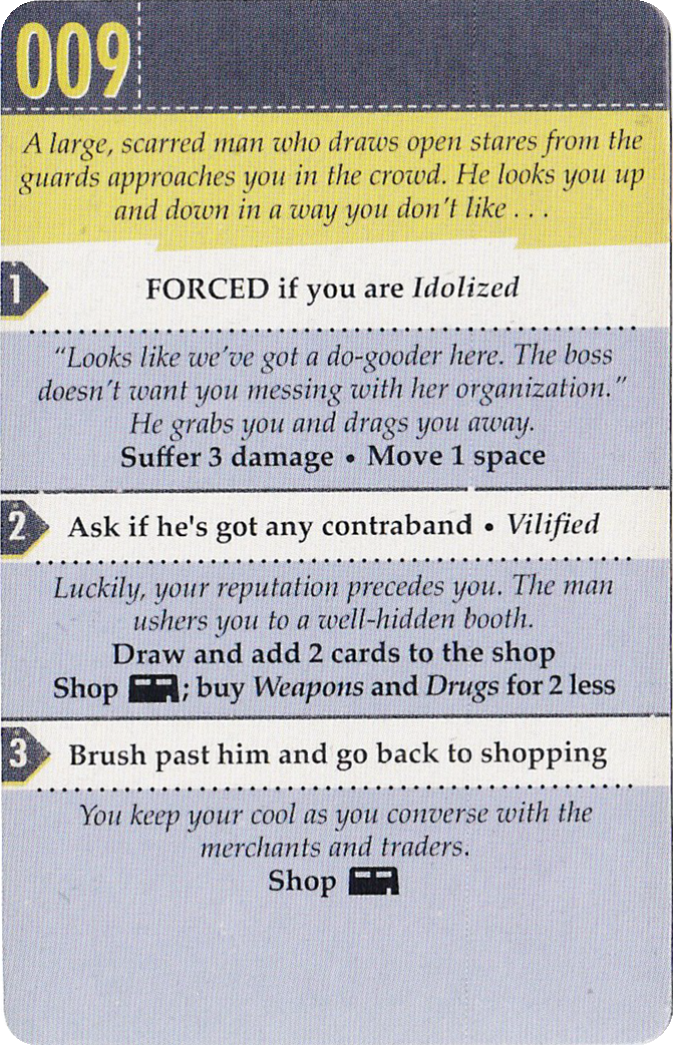 009
A large, scarred man who draws open stares from the
guards approaches you in the crowd. He looks you up
and down in a way you don't like . . .
1
FORCED if you are Idolized
“Looks like we've got a do-gooder here. The boss
doesn't want you messing with her organization.”
He grabs you and drags you away.
Suffer 3 damage • Move 1 space
2
Ask if he's got any contraband • Vilified
Luckily, your reputation precedes you. The man
ushers you to a well-hidden booth.
Draw and add 2 cards to the shop
Shop ; buy Weapons and Drugs for 2 less
3
Brush past him and go back to shopping
You keep your cool as you converse with the
merchants and traders.
Shop